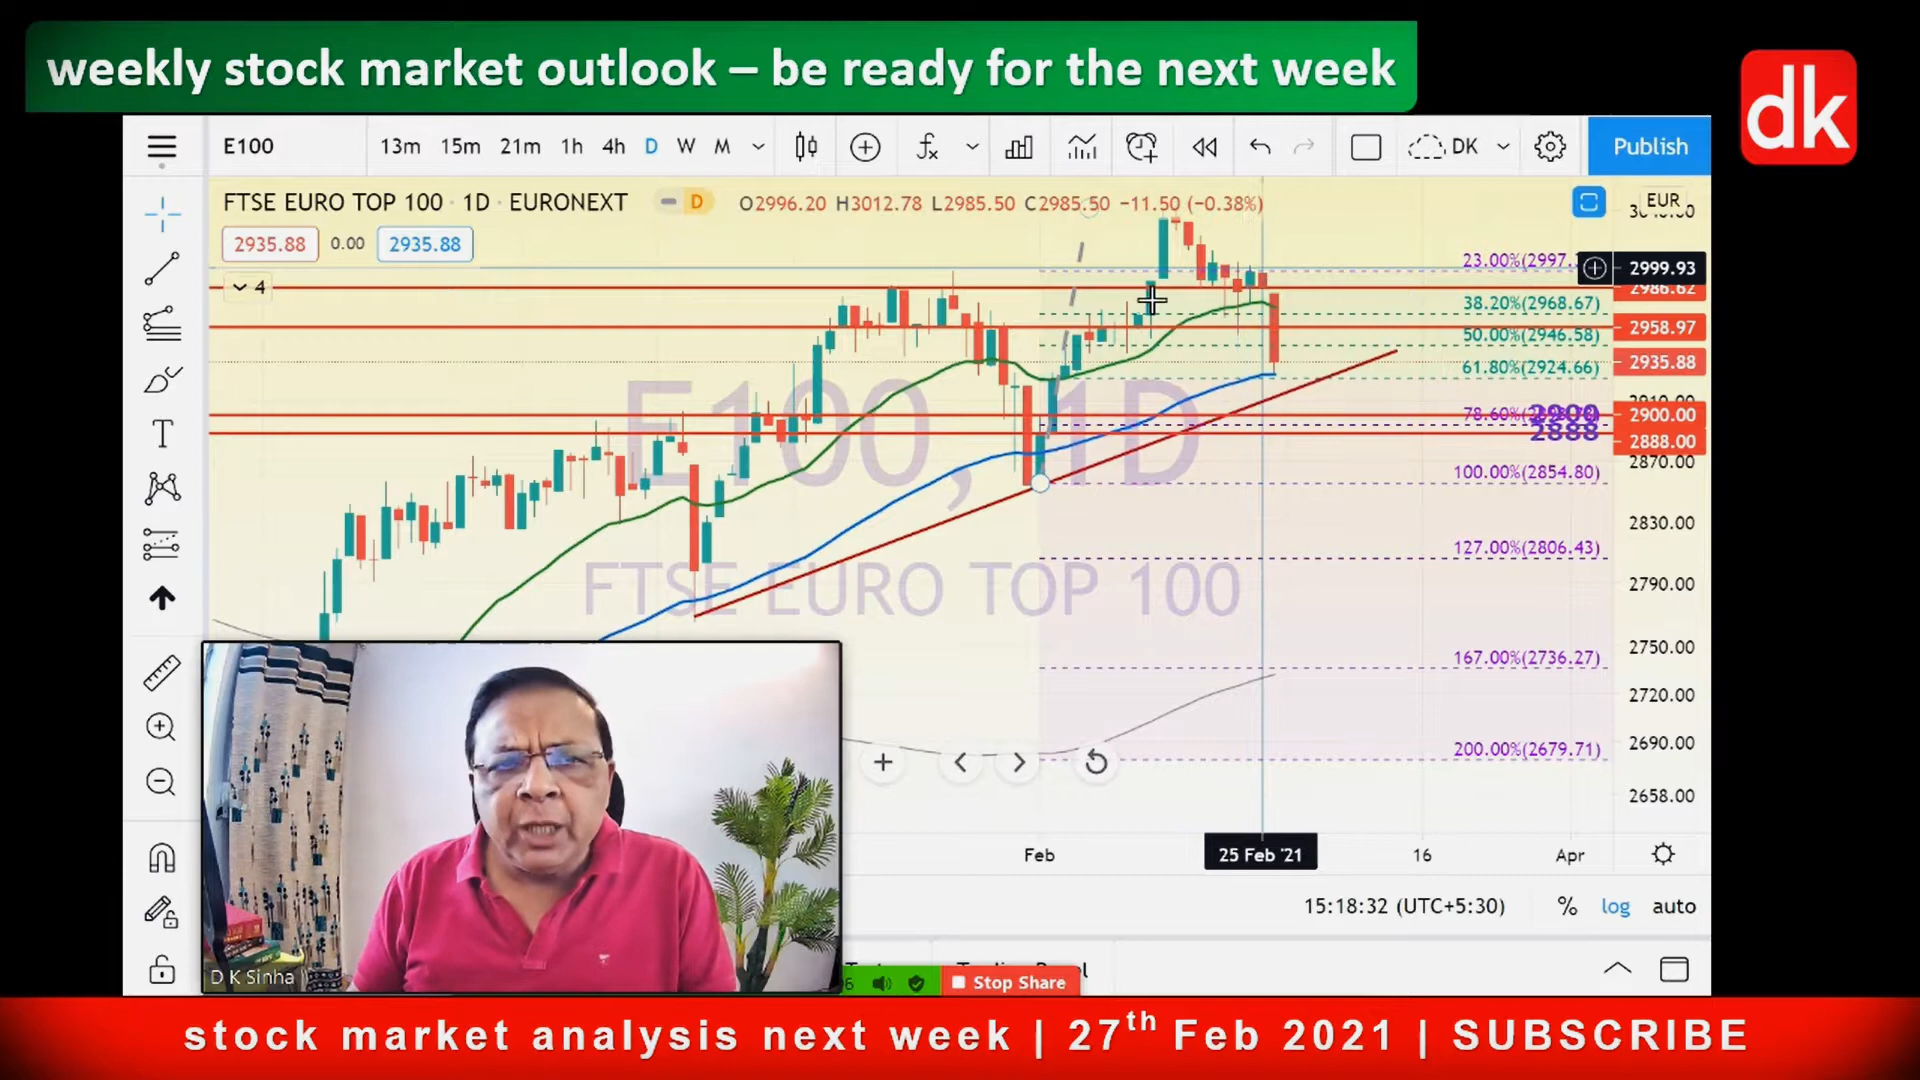 weekly stock market outlook – be ready for the next week
dk
E100 13m 15m 21m 1h 4h D W M DK Publish
FTSE EURO TOP 100 · 1D · EURONEXT D O2996.20 H3012.78 L2985.50 C2985.50 −11.50 (−0.38%)
EUR
2935.88 0.00 2935.88
4
2999.93
2986.62
38.20%(2968.67)
50.00%(2946.58) 2958.97
61.80%(2924.66) 2935.88
2900 2900.00
2888 2888.00
100.00%(2854.80) 2870.00
2830.00
127.00%(2806.43)
2790.00
E100, 1D
FTSE EURO TOP 100
167.00%(2736.27) 2750.00
2720.00
200.00%(2679.71) 2690.00
2658.00
Feb 25 Feb '21 16 Apr
15:18:32 (UTC+5:30) % log auto
D K Sinha
Stop Share
stock market analysis next week | 27th Feb 2021 | SUBSCRIBE